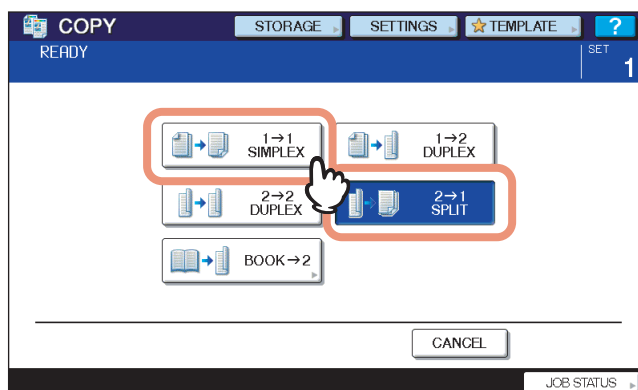 COPY
STORAGE
SETTINGS
TEMPLATE
?
READY
SET
1
1→1
SIMPLEX
1→2
DUPLEX
2→2
DUPLEX
2→1
SPLIT
BOOK→2
CANCEL
JOB STATUS